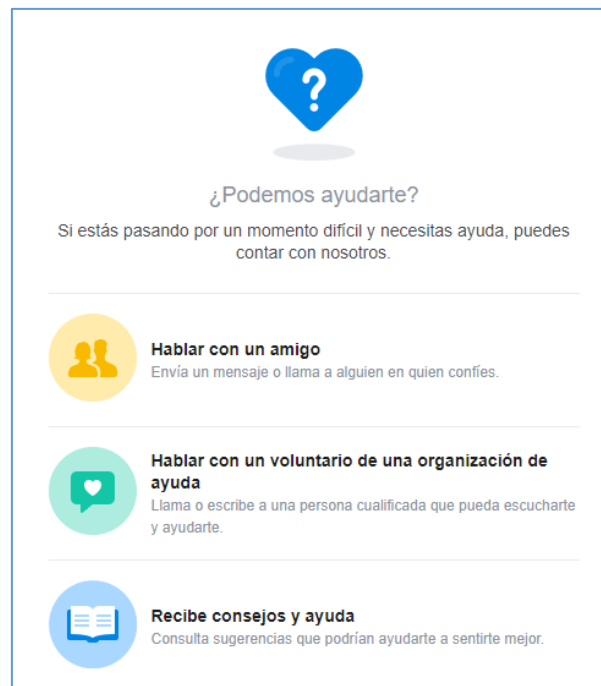 ?
¿Podemos ayudarte?
Si estás pasando por un momento difícil y necesitas ayuda, puedes
contar con nosotros.
Hablar con un amigo
Envía un mensaje o llama a alguien en quien confíes.
Hablar con un voluntario de una organización de
ayuda
Llama o escribe a una persona cualificada que pueda escucharte
y ayudarte.
Recibe consejos y ayuda
Consulta sugerencias que podrían ayudarte a sentirte mejor.